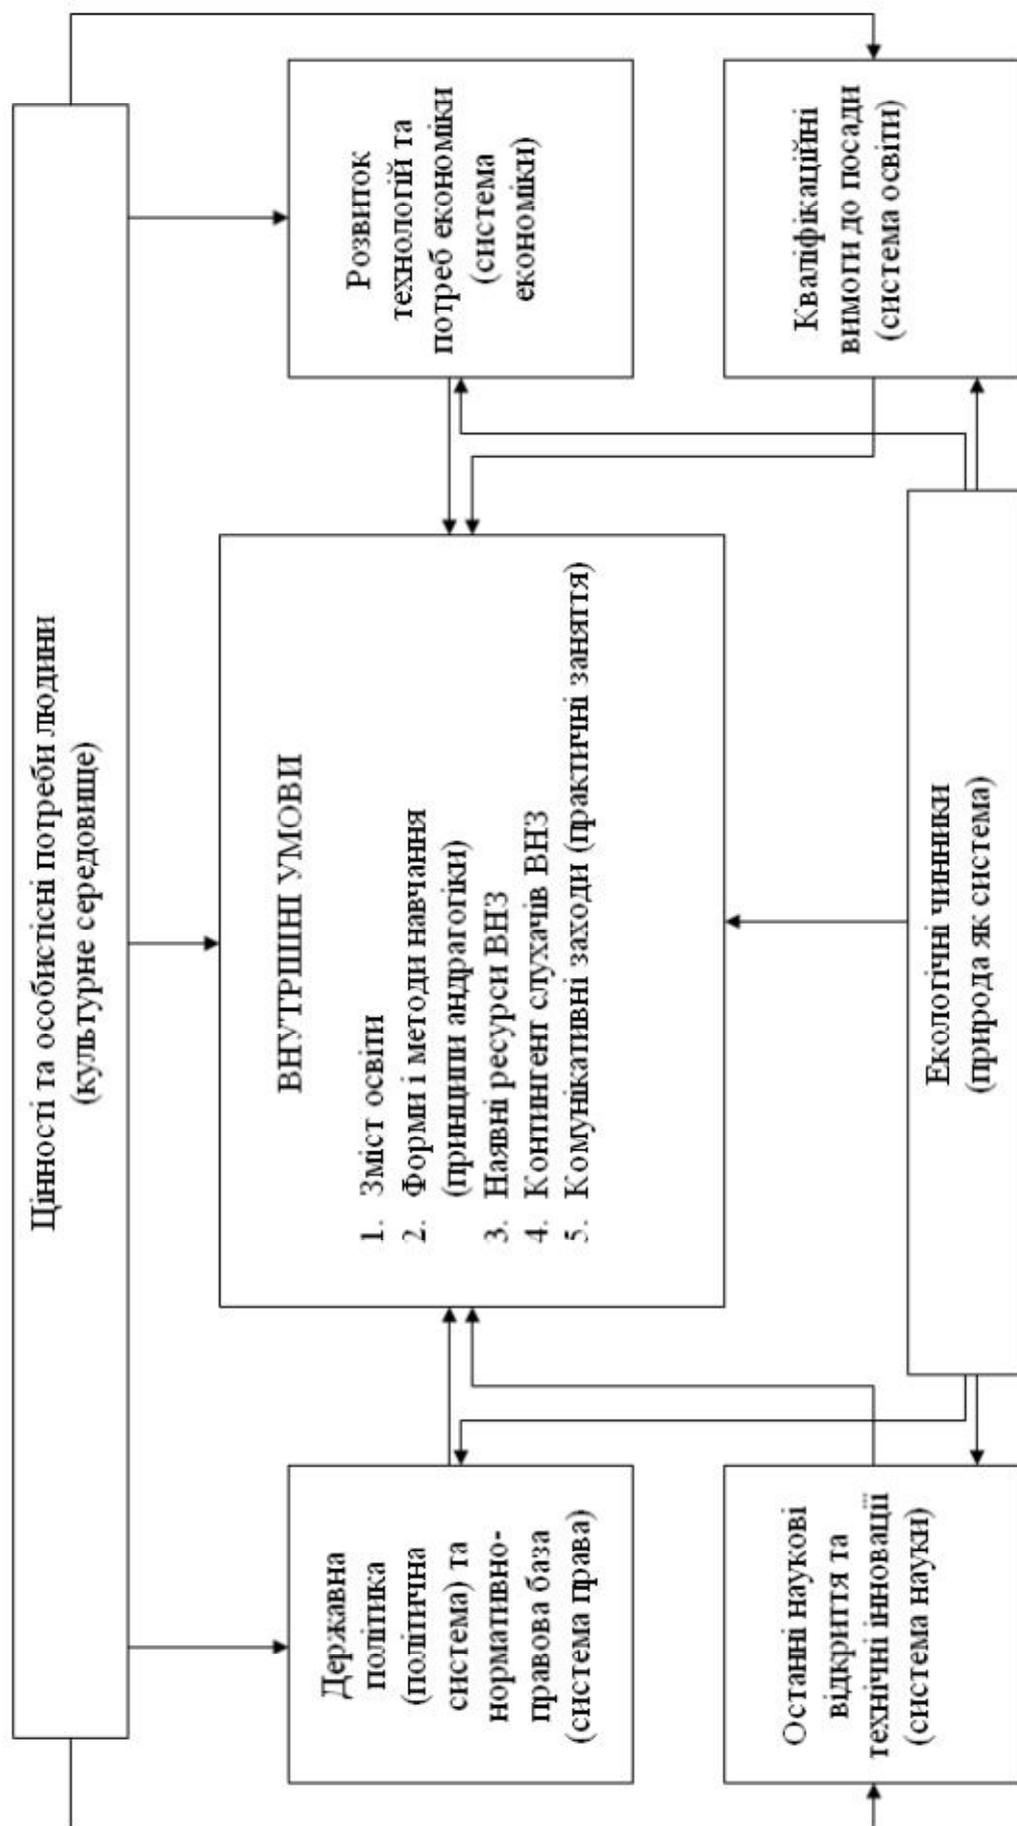 Цінності та особистісні потреби людини
(культурне середовище)
Державна
політика
(політична
система) та
нормативно-
правова база
(система права)
ВНУТРІШНІ УМОВИ
1. Зміст освіти
2. Форми і методи навчання
(принципи андрагогіки)
3. Наявні ресурси ВНЗ
4. Контингент слухачів ВНЗ
5. Комунікативні заходи (практичні заняття)
Розвиток
технологій та
потреб економіки
(система
економіки)
Останні наукові
відкриття та
технічні інновації
(система науки)
Екологічні чинники
(природа як система)
Кваліфікаційні
вимоги до посади
(система освіти)